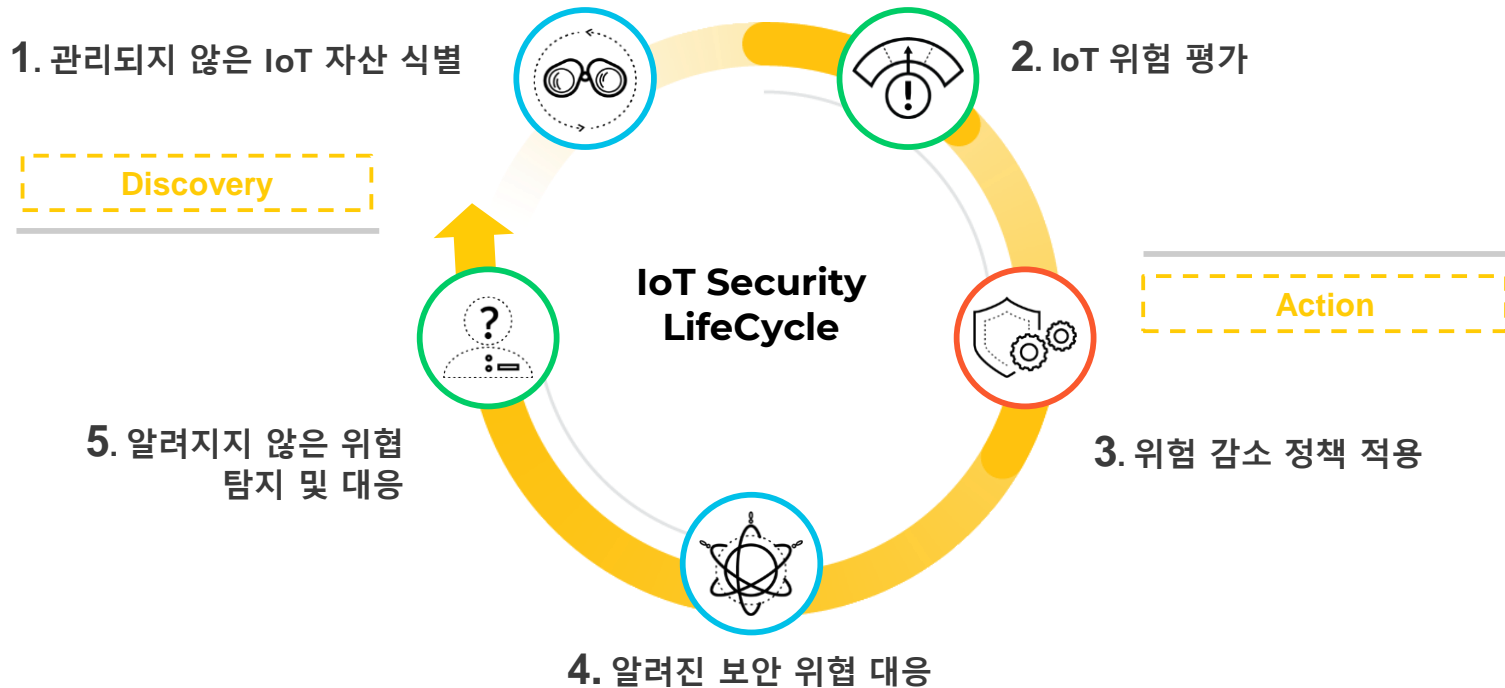 1. 관리되지 않은 IoT 자산 식별
2. IoT 위험 평가
Discovery
IoT Security
LifeCycle
Action
?
3. 위험 감소 정책 적용
5. 알려지지 않은 위협
탐지 및 대응
4. 알려진 보안 위협 대응